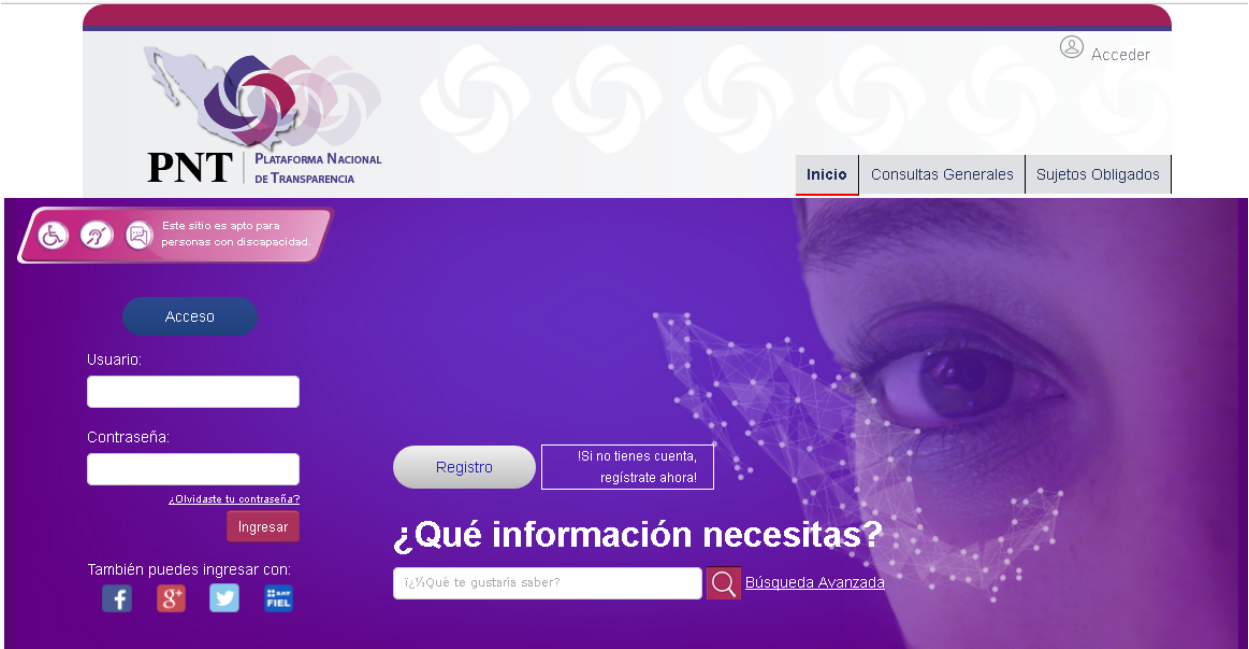 Acceder
PNT
PLATAFORMA NACIONAL
DE TRANSPARENCIA
Inicio
Consultas Generales
Sujetos Obligados
Este sitio es apto para
personas con discapacidad.
Acceso
Usuario:
Contraseña:
¿Olvidaste tu contraseña?
Ingresar
También puedes ingresar con:
f
g+
SAT
FIEL
Registro
!Si no tienes cuenta,
regístrate ahora!
¿Qué información necesitas?
ï¿½Qué te gustaría saber?
Búsqueda Avanzada